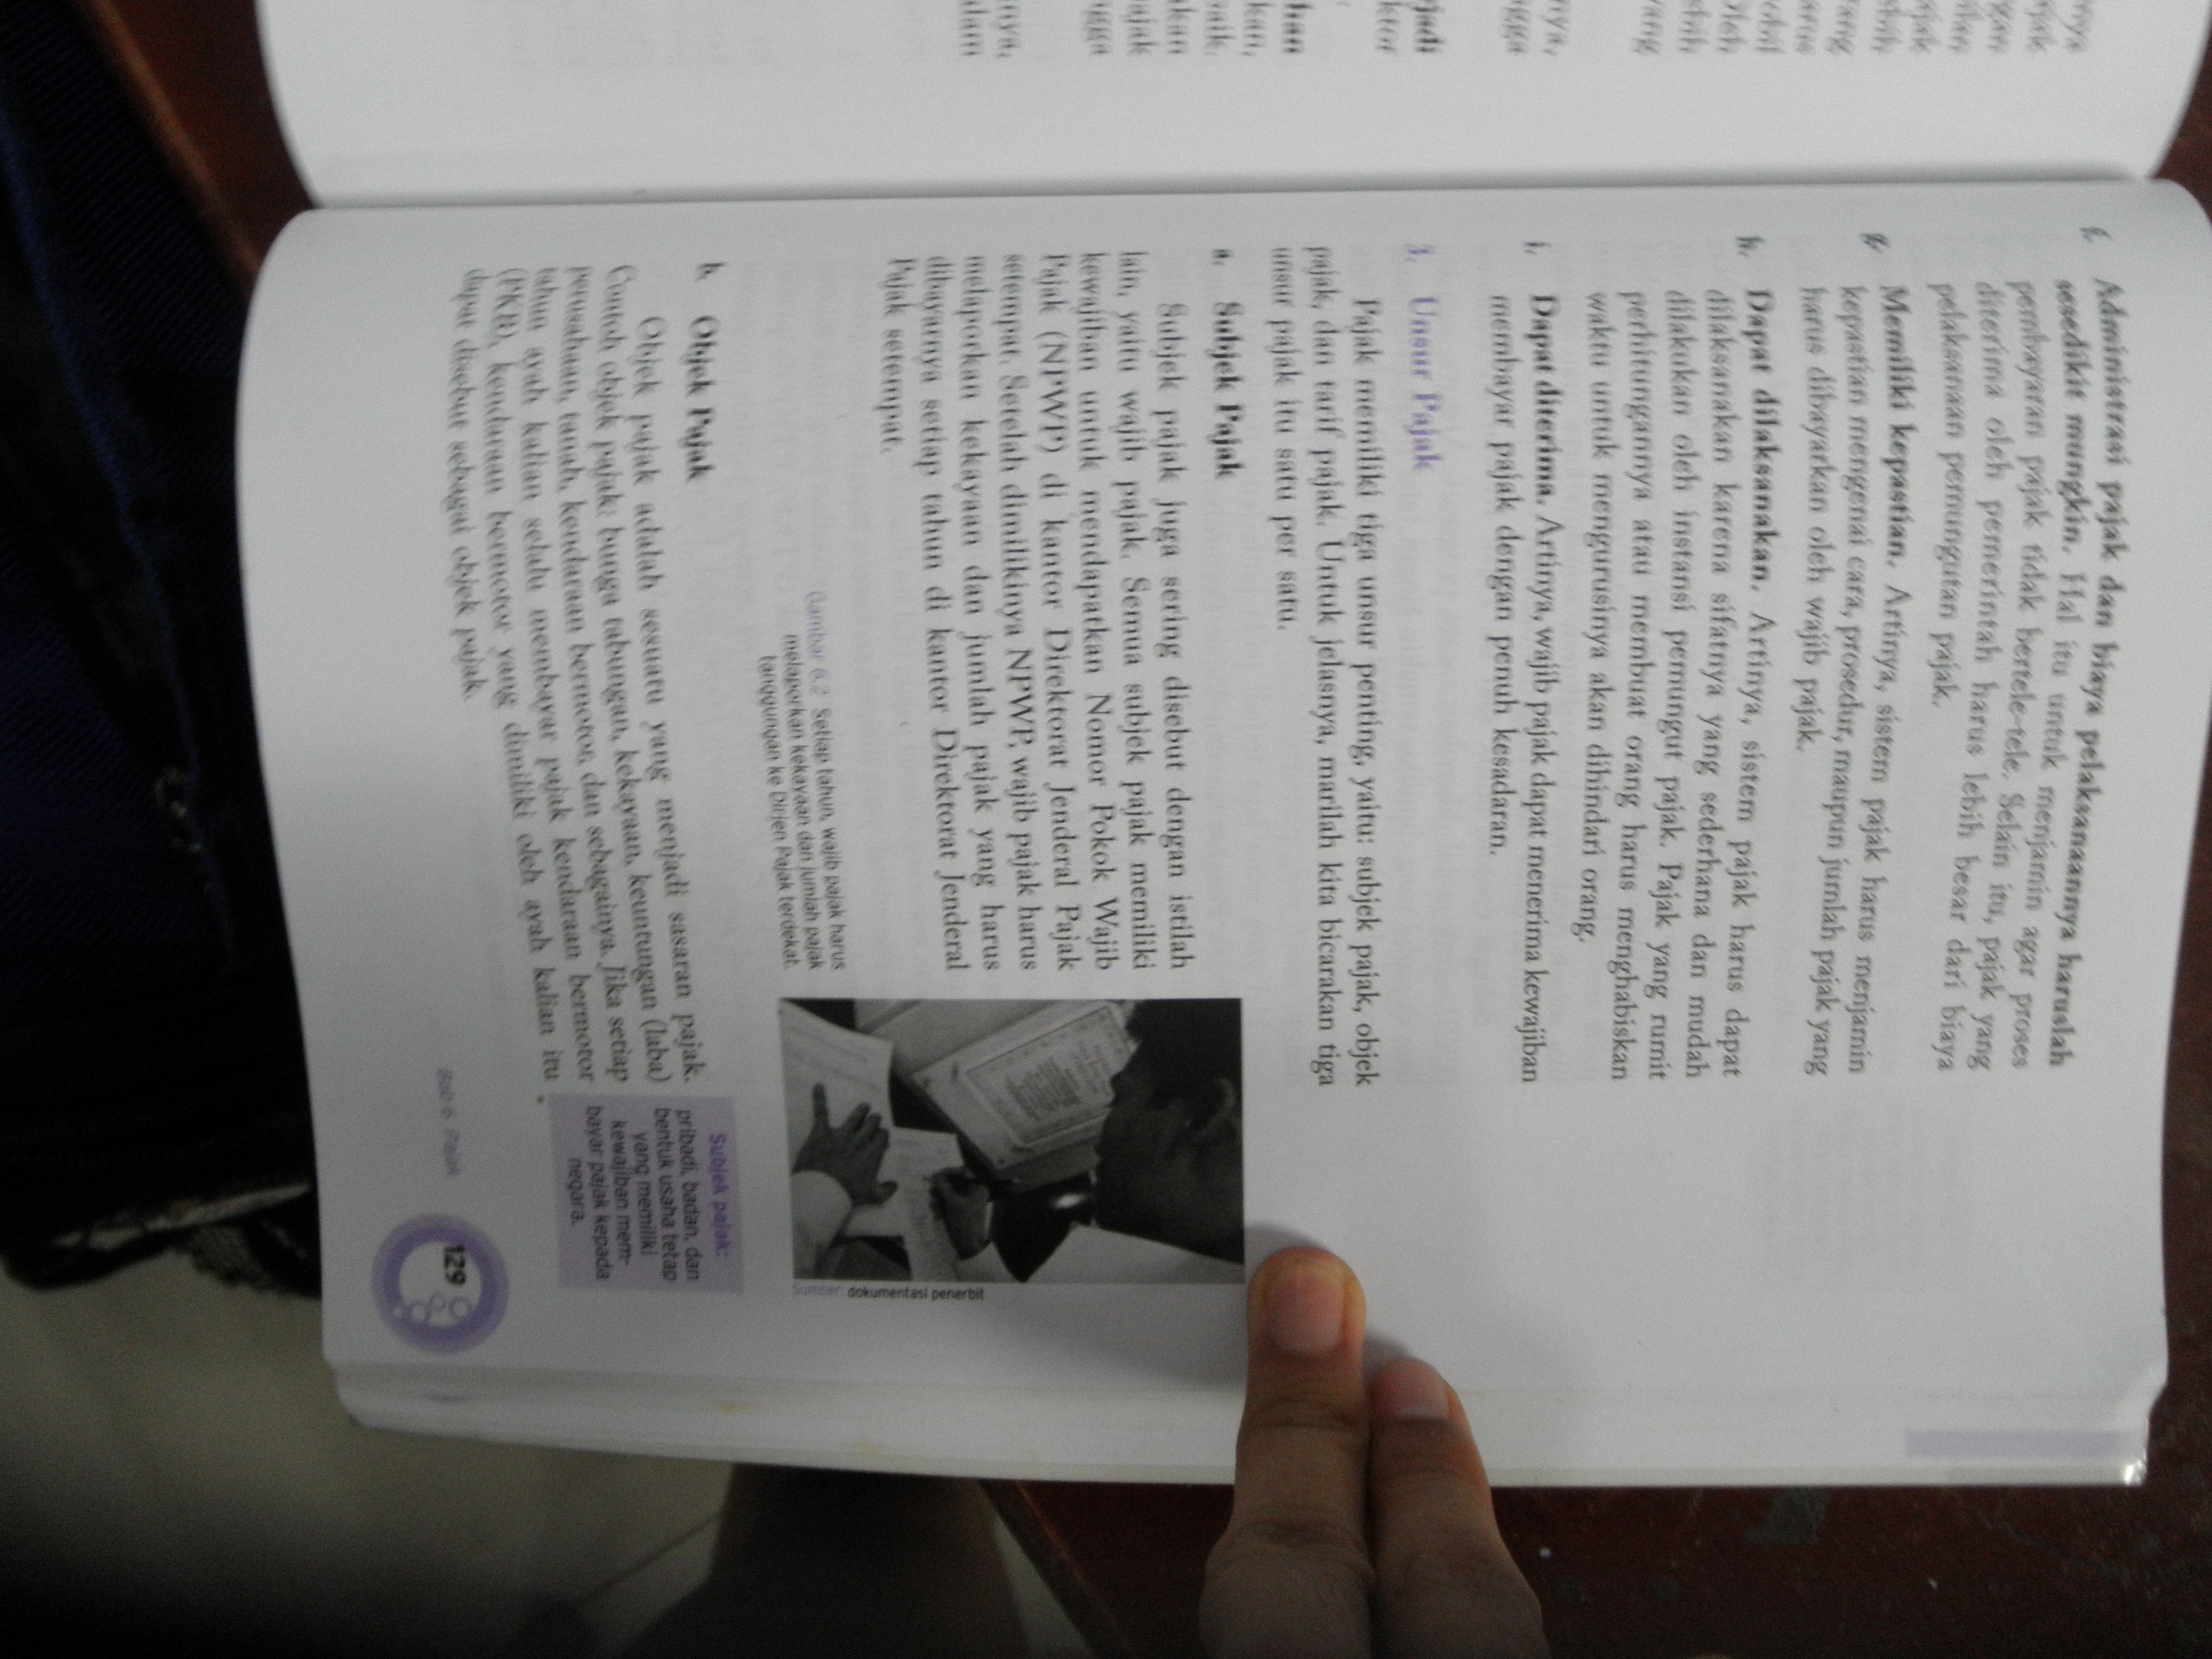 f. Administrasi pajak dan biaya pelaksanaannya haruslah
sesedikit mungkin. Hal itu untuk menjamin agar proses
pembayaran pajak tidak bertele-tele. Selain itu, pajak yang
diterima oleh pemerintah harus lebih besar dari biaya
pelaksanaan pemungutan pajak.
g. Memiliki kepastian. Artinya, sistem pajak harus menjamin
kepastian mengenai cara, prosedur, maupun jumlah pajak yang
harus dibayarkan oleh wajib pajak.
h. Dapat dilaksanakan. Artinya, sistem pajak harus dapat
dilaksanakan karena sifatnya yang sederhana dan mudah
dilakukan oleh instansi pemungut pajak. Pajak yang rumit
perhitungannya atau membuat orang harus menghabiskan
waktu untuk mengurusinya akan dihindari orang.
i. Dapat diterima. Artinya, wajib pajak dapat menerima kewajiban
membayar pajak dengan penuh kesadaran.
3. Unsur Pajak
Pajak memiliki tiga unsur penting, yaitu: subjek pajak, objek
pajak, dan tarif pajak. Untuk jelasnya, marilah kita bicarakan tiga
unsur pajak itu satu per satu.
a. Subjek Pajak
Subjek pajak juga sering disebut dengan istilah
lain, yaitu wajib pajak. Semua subjek pajak memiliki
kewajiban untuk mendapatkan Nomor Pokok Wajib
Pajak (NPWP) di kantor Direktorat Jenderal Pajak
setempat. Setelah dimilikinya NPWP, wajib pajak harus
melaporkan kekayaan dan jumlah pajak yang harus
dibayarnya setiap tahun di kantor Direktorat Jenderal
Pajak setempat.
Sumber: dokumentasi penerbit
Gambar 6.2 Setiap tahun, wajib pajak harus
melaporkan kekayaan dan jumlah pajak
tanggungan ke Dirjen Pajak terdekat.
b. Objek Pajak
Objek pajak adalah sesuatu yang menjadi sasaran pajak.
Contoh objek pajak: bunga tabungan, kekayaan, keuntungan (laba)
perusahaan, tanah, kendaraan bermotor, dan sebagainya. Jika setiap
tahun ayah kalian selalu membayar pajak kendaraan bermotor
(PKB), kendaraan bermotor yang dimiliki oleh ayah kalian itu
dapat disebut sebagai objek pajak.
Subjek pajak:
pribadi, badan, dan
bentuk usaha tetap
yang memiliki
kewajiban mem-
bayar pajak kepada
negara.
Bab 6 Pajak
129